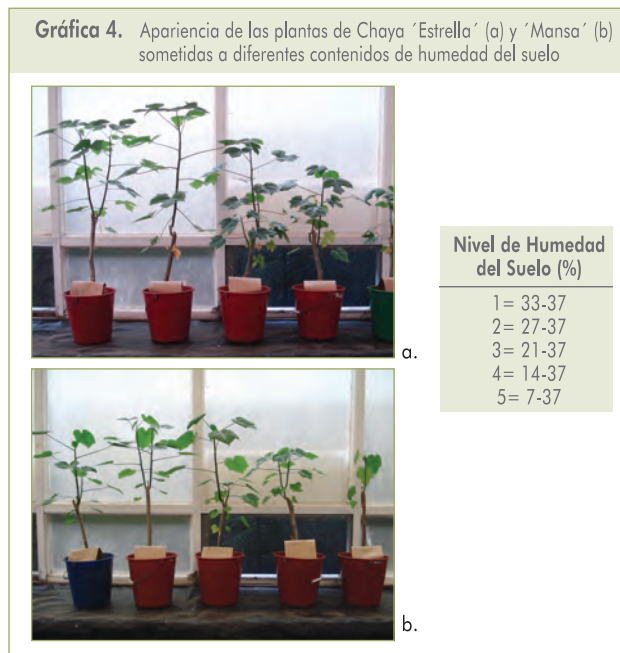 Gráfica 4. Apariencia de las plantas de Chaya ´Estrella´ (a) y ´Mansa´ (b)
sometidas a diferentes contenidos de humedad del suelo
a.
Nivel de Humedad
del Suelo (%)
1= 33-37
2= 27-37
3= 21-37
4= 14-37
5= 7-37
b.